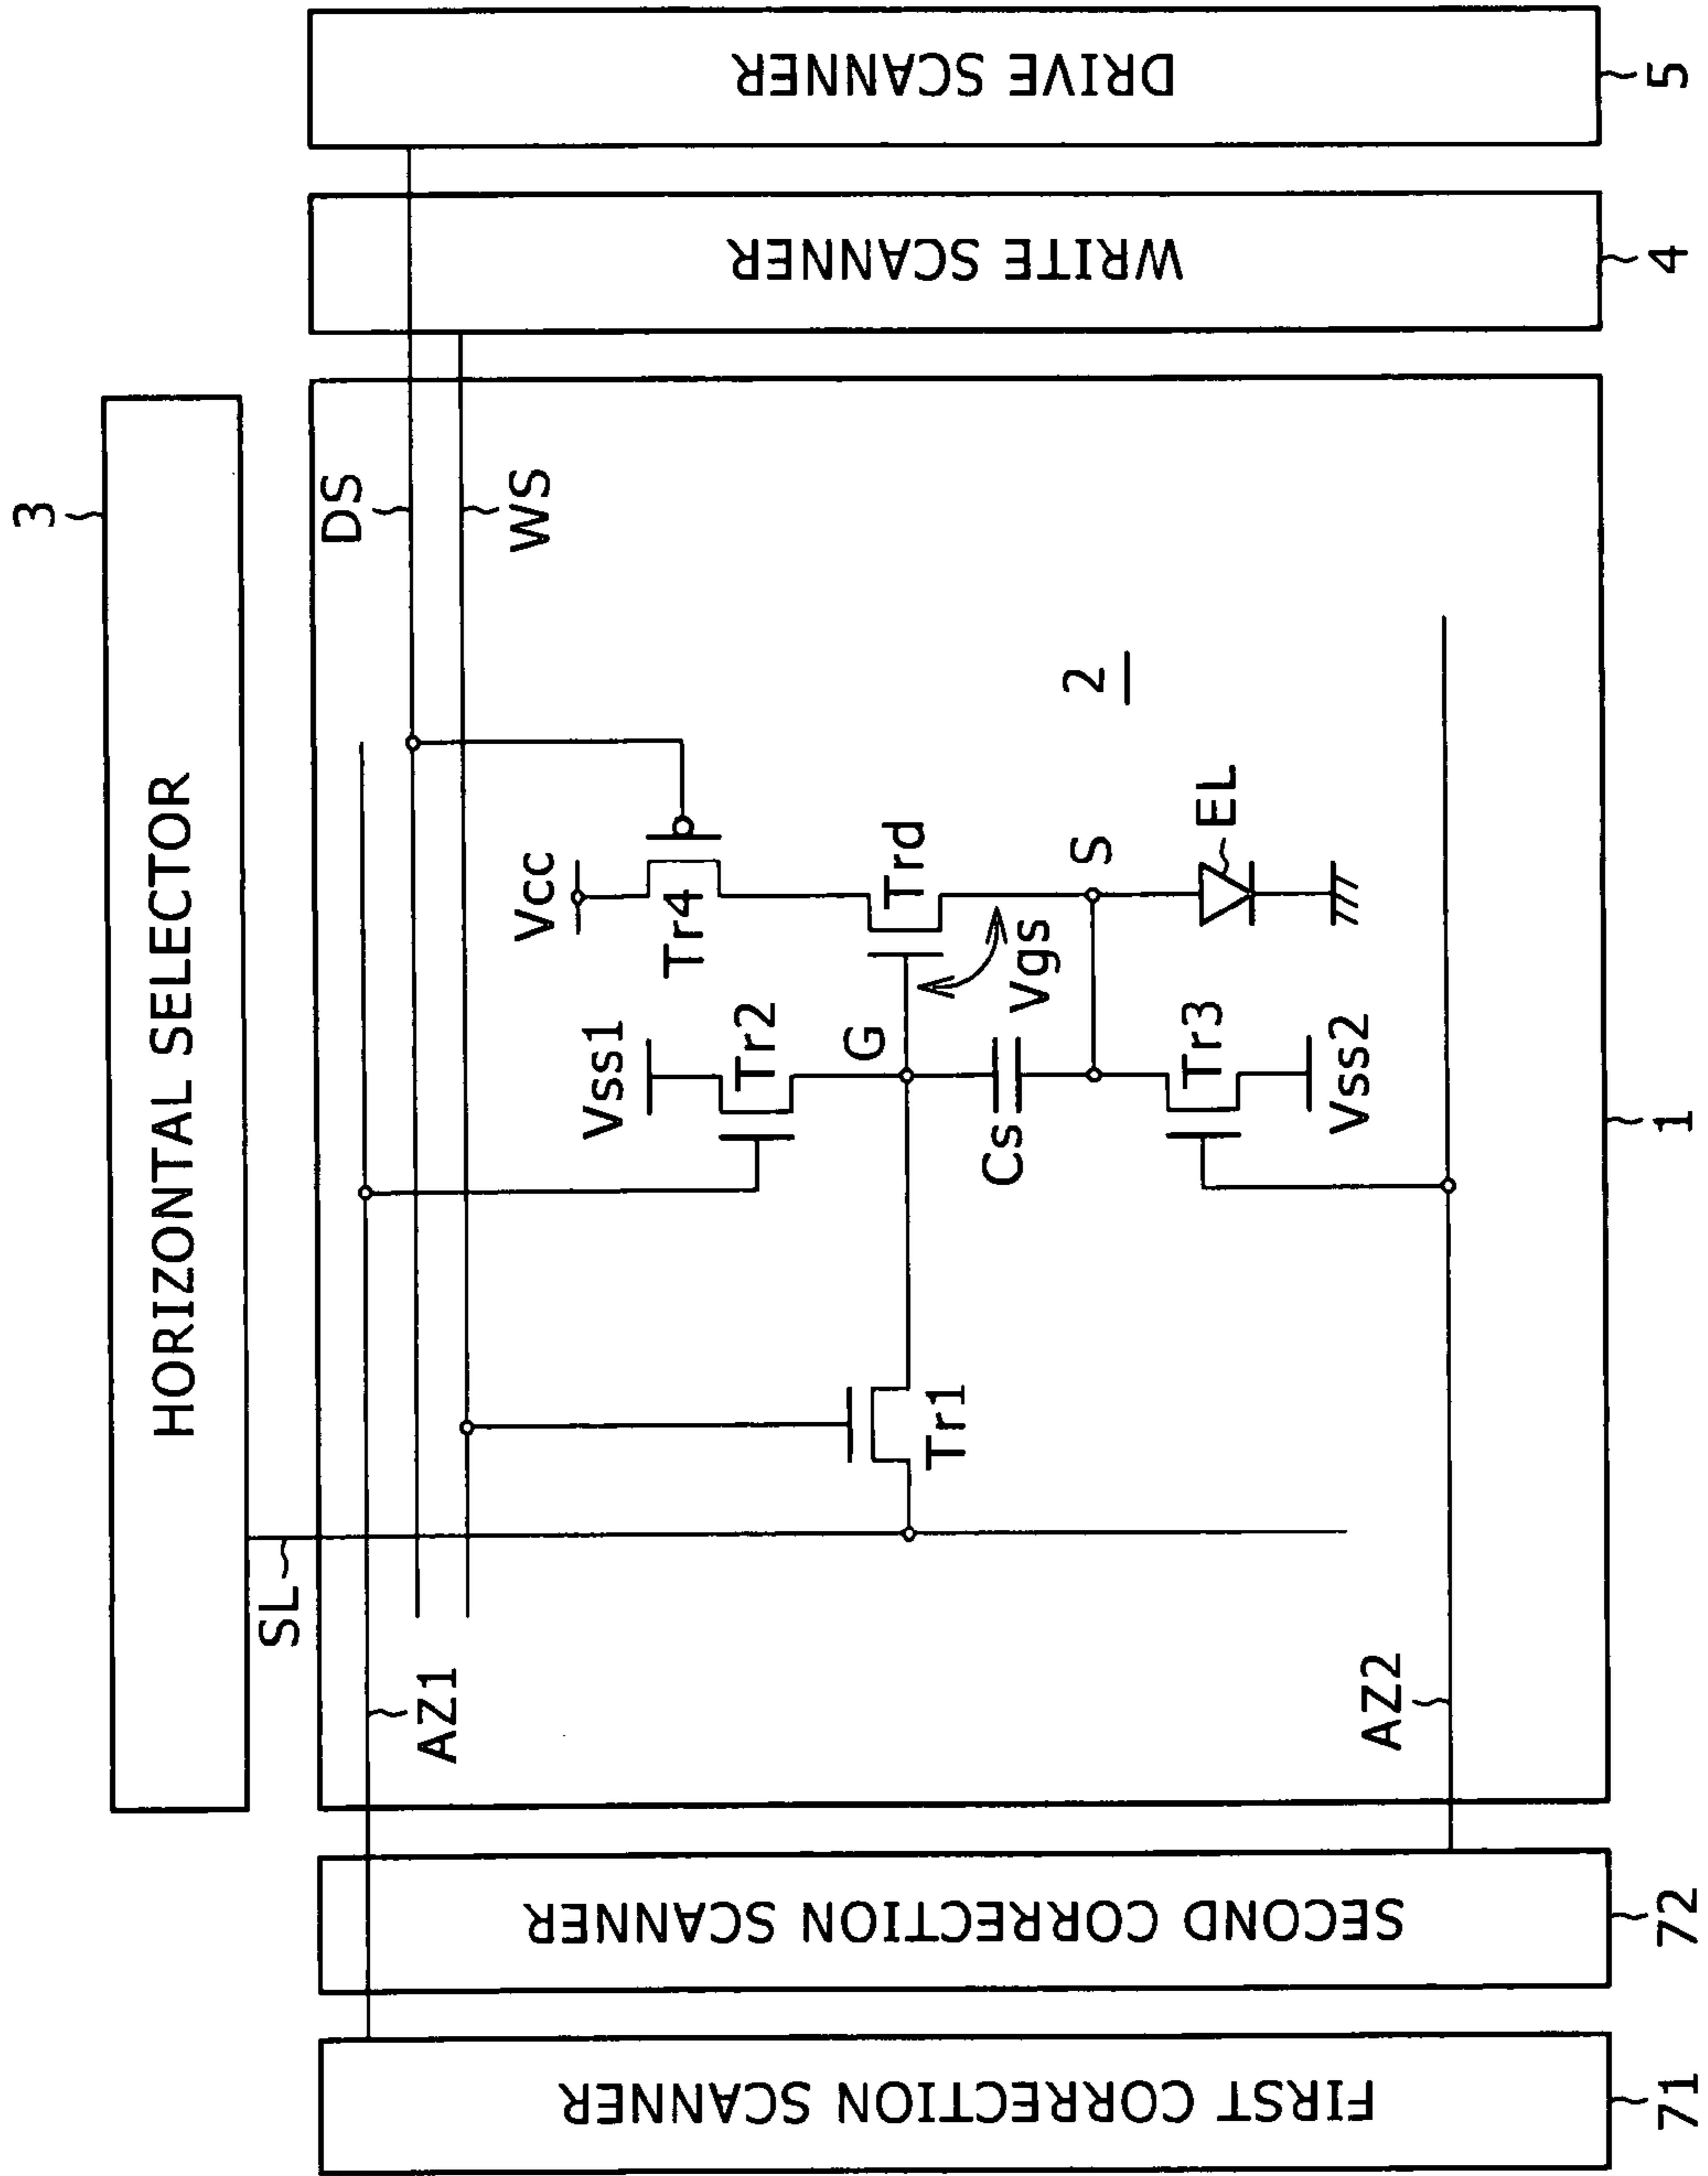 3
HORIZONTAL SELECTOR
SL
DS
WS
AZ1
Vcc
Vss1
Tr4
Tr2
Trd
G
Vgs
S
Tr1
Cs
Tr3
EL
2
Vss2
AZ2
FIRST CORRECTION SCANNER
SECOND CORRECTION SCANNER
WRITE SCANNER
DRIVE SCANNER
71
72
1
4
5